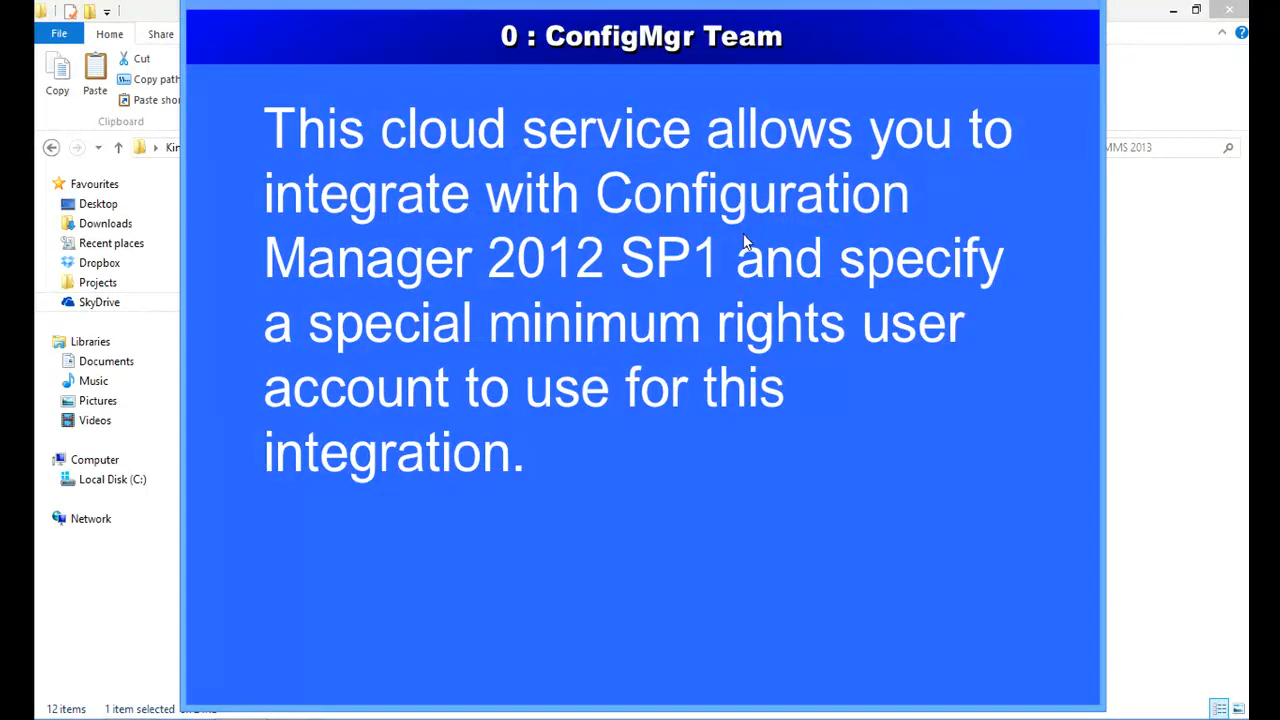 0 : ConfigMgr Team
File
Home
Share
Cut
Copy path
Paste shor
Copy
Paste
Clipboard
Kin
MMS 2013
This cloud service allows you to
integrate with Configuration
Manager 2012 SP1 and specify
a special minimum rights user
account to use for this
integration.
Favourites
Desktop
Downloads
Recent places
Dropbox
Projects
SkyDrive
Libraries
Documents
Music
Pictures
Videos
Computer
Local Disk (C:)
Network
12 items
1 item selected